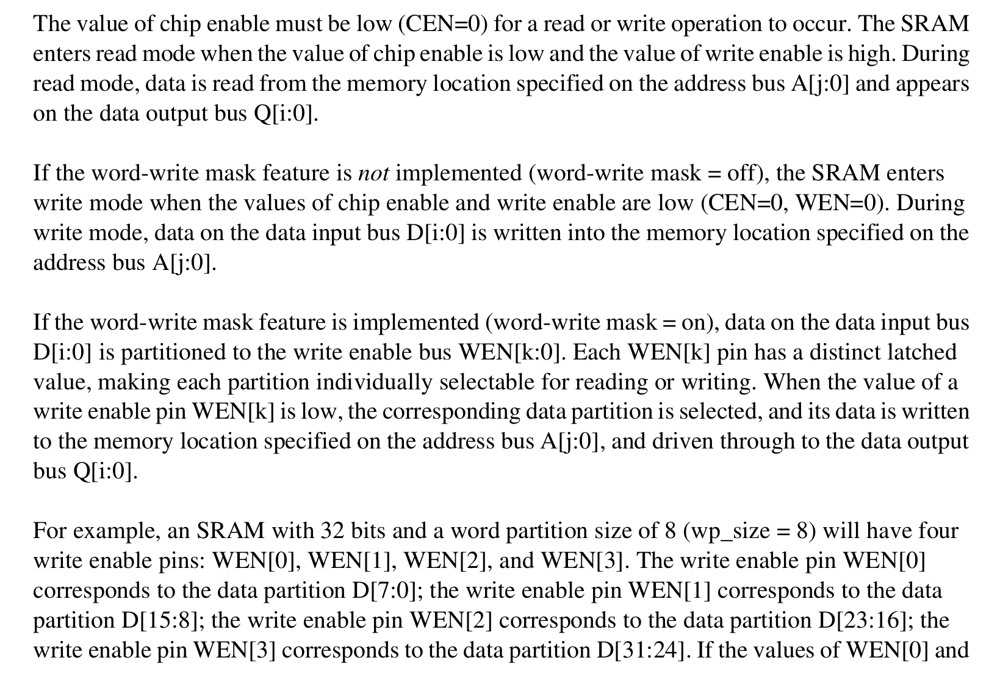 The value of chip enable must be low (CEN=0) for a read or write operation to occur. The SRAM
enters read mode when the value of chip enable is low and the value of write enable is high. During
read mode, data is read from the memory location specified on the address bus A[j:0] and appears
on the data output bus Q[i:0].
If the word-write mask feature is not implemented (word-write mask = off), the SRAM enters
write mode when the values of chip enable and write enable are low (CEN=0, WEN=0). During
write mode, data on the data input bus D[i:0] is written into the memory location specified on the
address bus A[j:0].
If the word-write mask feature is implemented (word-write mask = on), data on the data input bus
D[i:0] is partitioned to the write enable bus WEN[k:0]. Each WEN[k] pin has a distinct latched
value, making each partition individually selectable for reading or writing. When the value of a
write enable pin WEN[k] is low, the corresponding data partition is selected, and its data is written
to the memory location specified on the address bus A[j:0], and driven through to the data output
bus Q[i:0].
For example, an SRAM with 32 bits and a word partition size of 8 (wp_size = 8) will have four
write enable pins: WEN[0], WEN[1], WEN[2], and WEN[3]. The write enable pin WEN[0]
corresponds to the data partition D[7:0]; the write enable pin WEN[1] corresponds to the data
partition D[15:8]; the write enable pin WEN[2] corresponds to the data partition D[23:16]; the
write enable pin WEN[3] corresponds to the data partition D[31:24]. If the values of WEN[0] and